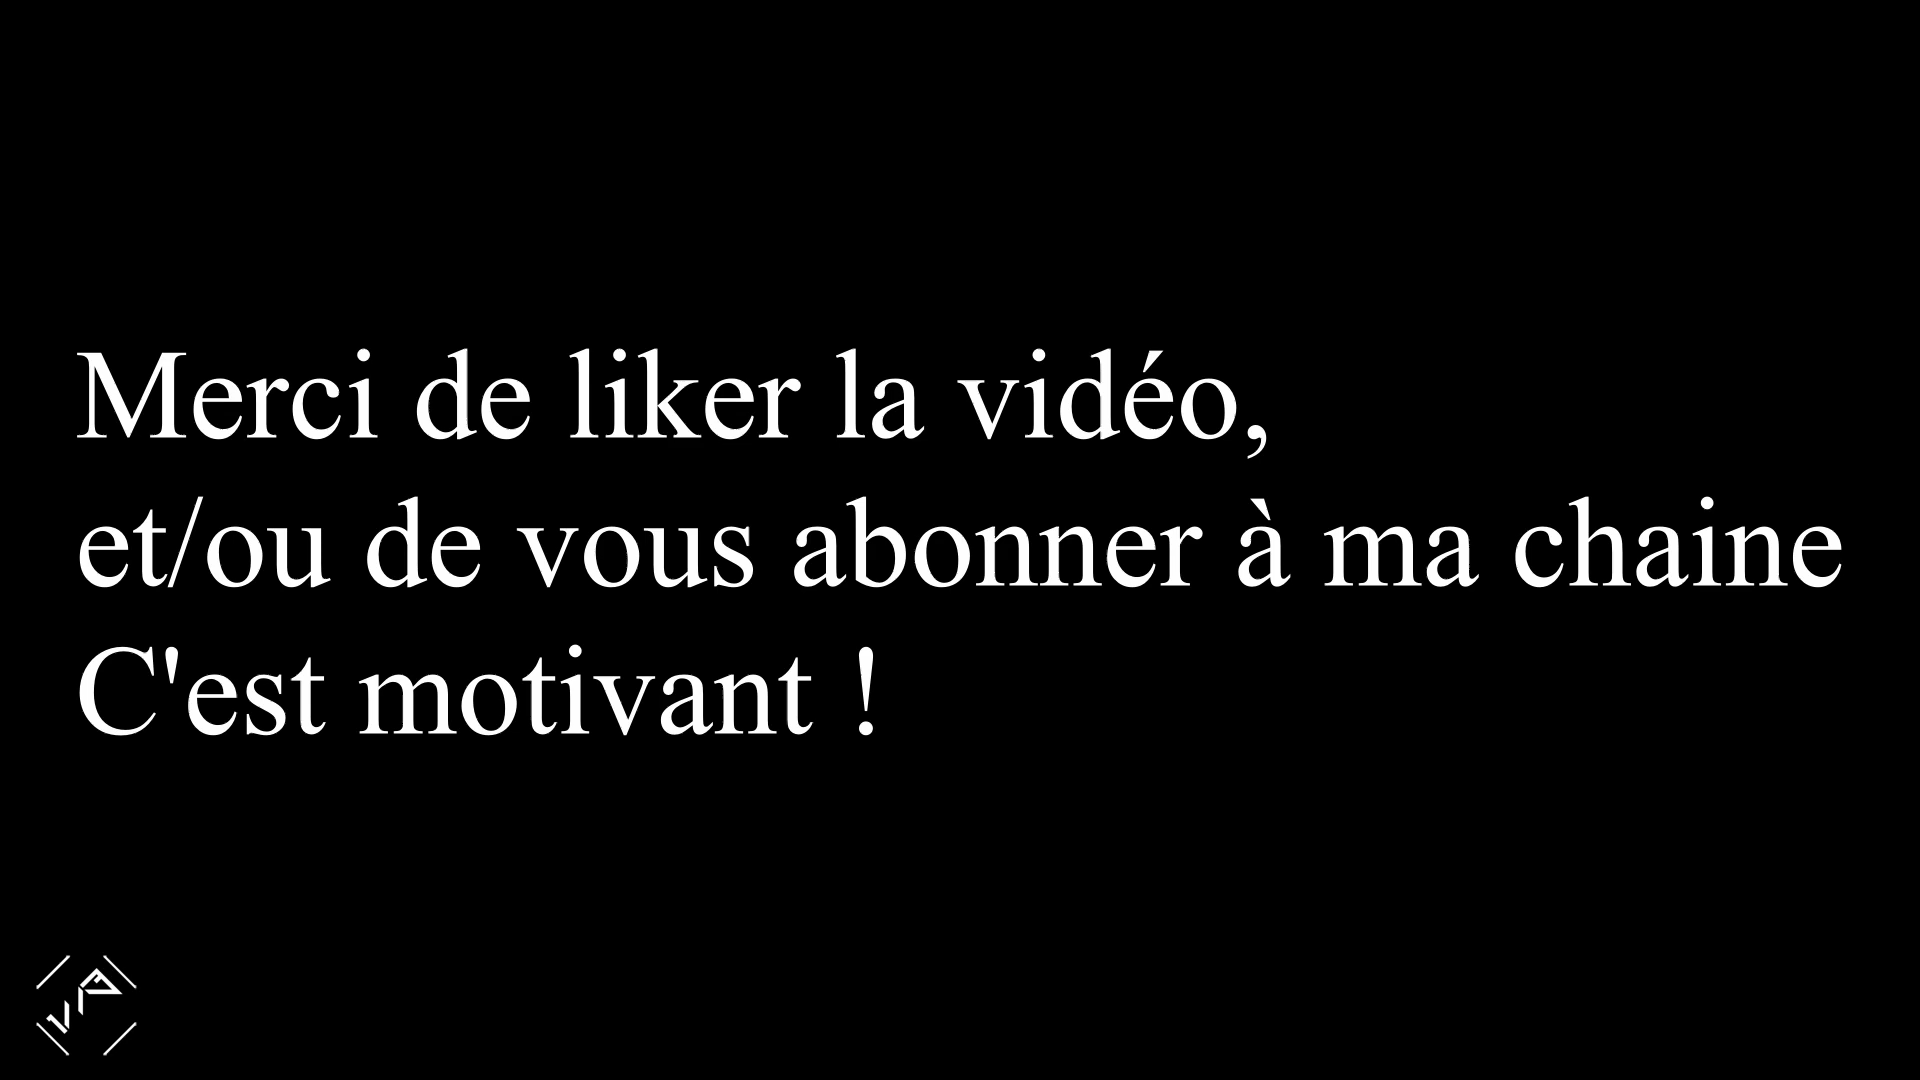 Merci de liker la vidéo,
et/ou de vous abonner à ma chaine
C'est motivant !